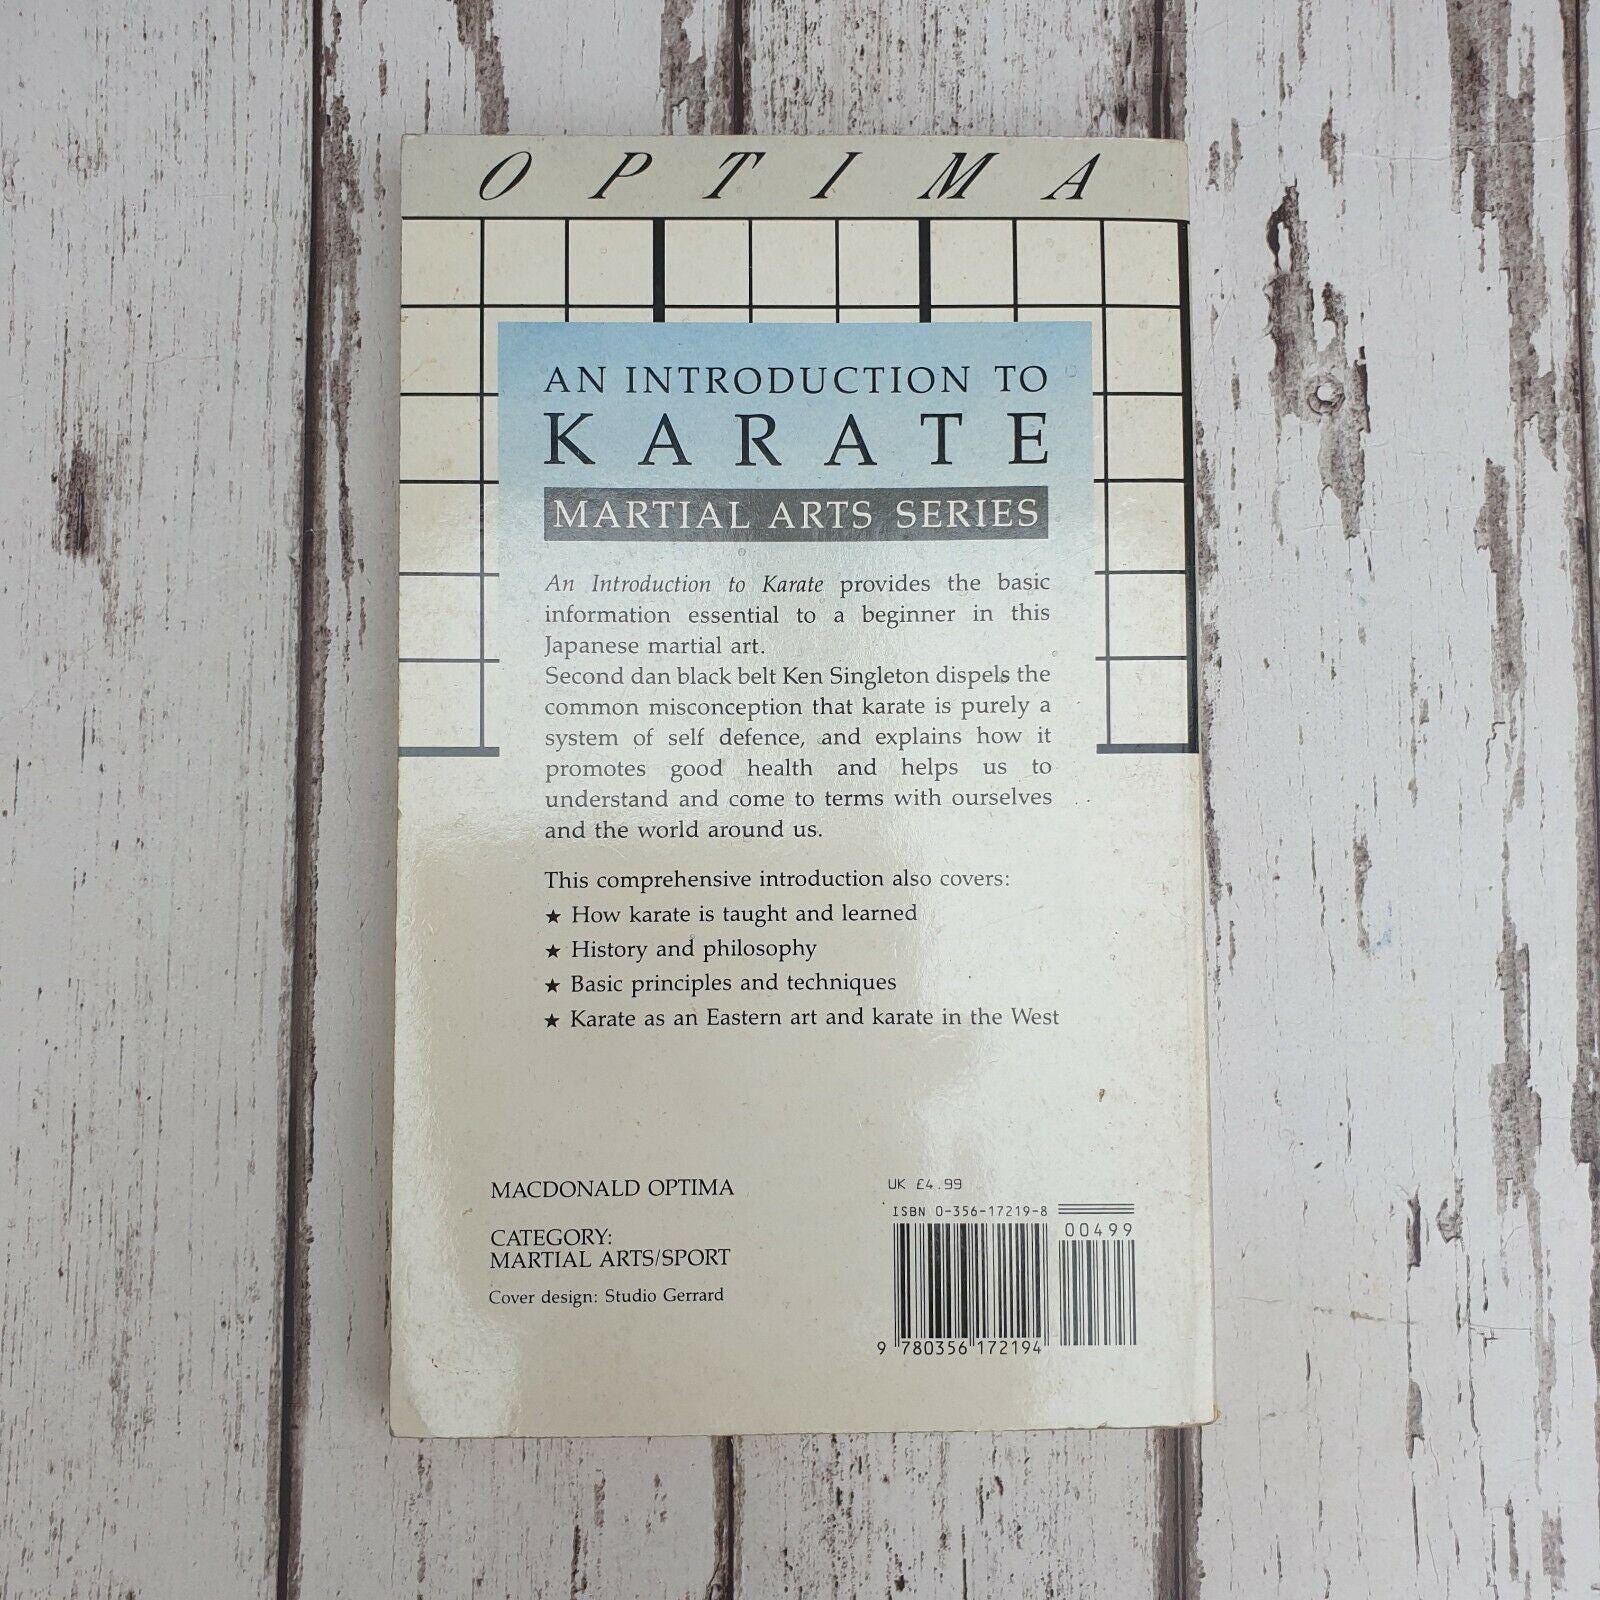 OPTIMA
AN INTRODUCTION TO
KARATE
MARTIAL ARTS SERIES
An Introduction to Karate provides the basic
information essential to a beginner in this
Japanese martial art.
Second dan black belt Ken Singleton dispels the
common misconception that karate is purely a
system of self defence, and explains how it
promotes good health and helps us to
understand and come to terms with ourselves
and the world around us.
This comprehensive introduction also covers:
★ How karate is taught and learned
★ History and philosophy
★ Basic principles and techniques
★ Karate as an Eastern art and karate in the West
MACDONALD OPTIMA
CATEGORY:
MARTIAL ARTS/SPORT
Cover design: Studio Gerrard
UK £4.99
ISBN 0-356-17219-8
00499
9 780356 172194